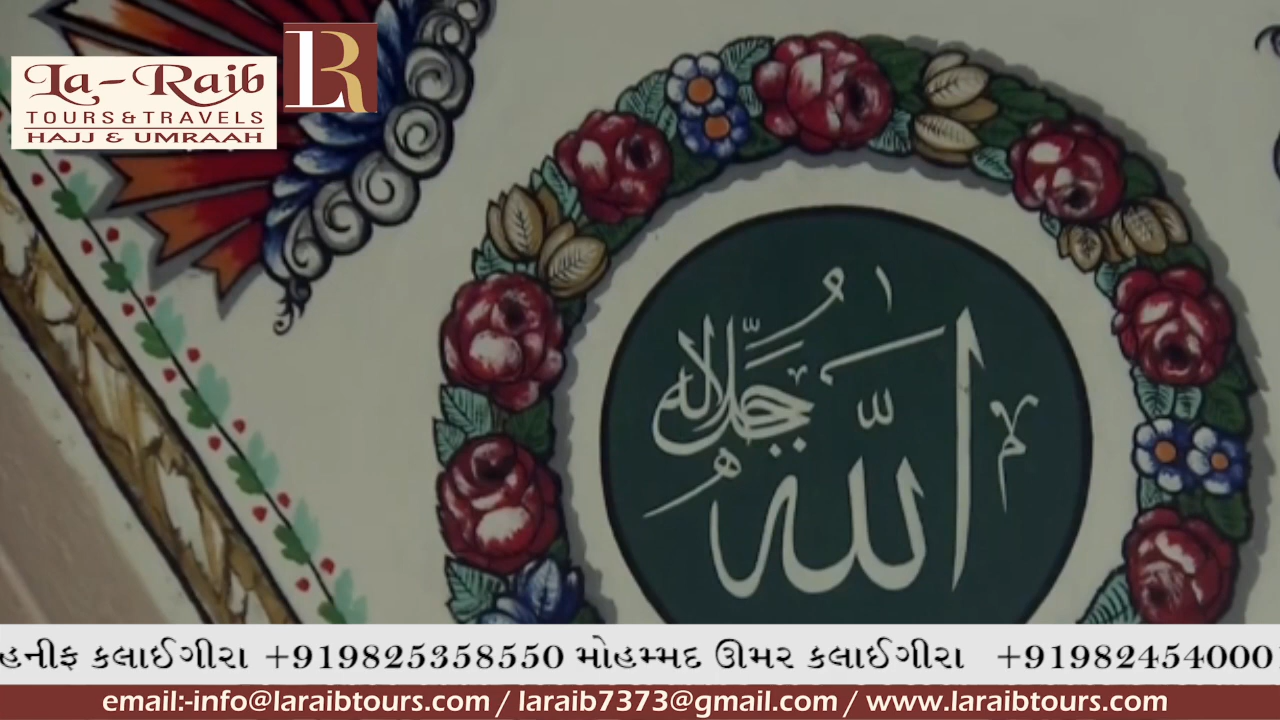 La-Raib
TOURS & TRAVELS
HAJJ & UMRAAH
LR
الله
جل جلاله
હનીફ કલાઈગીરા +919825358550 મોહમ્મદ ઊમર કલાઈગીરા +91982454000
email:-info@laraibtours.com / laraib7373@gmail.com / www.laraibtours.com